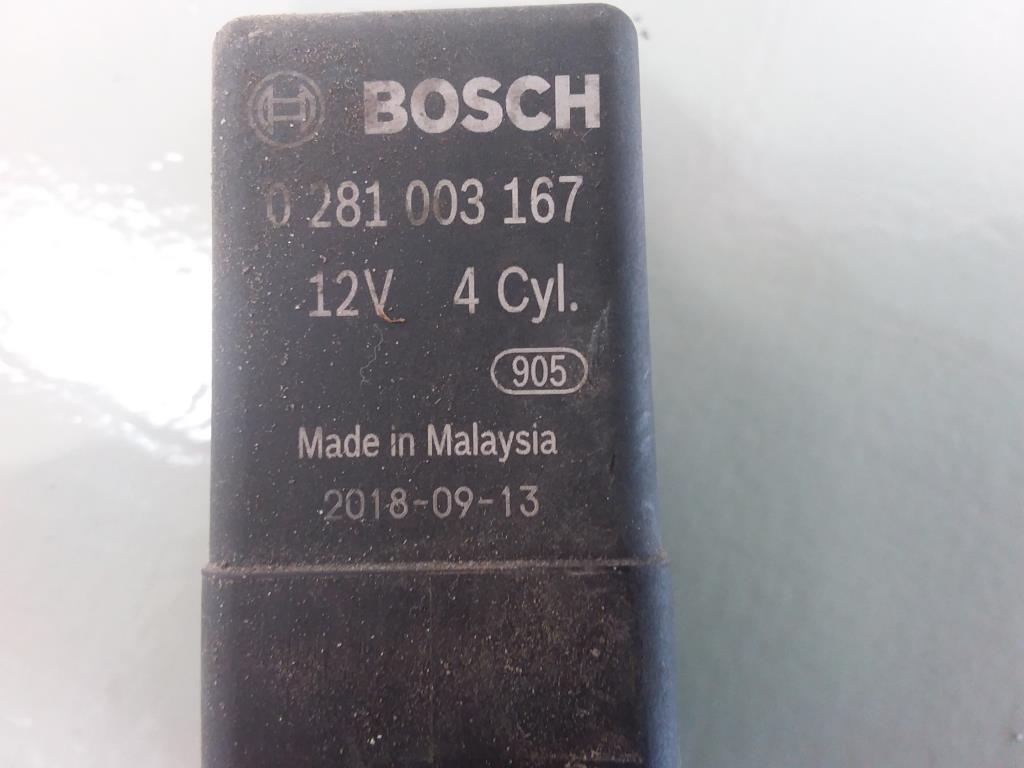 BOSCH
0 281 003 167
12V 4 Cyl.
905
Made in Malaysia
2018-09-13